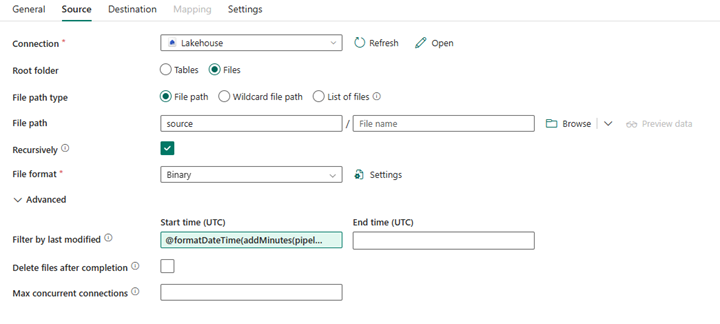 General Source Destination Mapping Settings
Connection * Lakehouse Refresh Open
Root folder Tables Files
File path type File path Wildcard file path List of files
File path source / File name Browse Preview data
Recursively
File format * Binary Settings
Advanced
Start time (UTC) End time (UTC)
Filter by last modified @formatDateTime(addMinutes(pipel...
Delete files after completion
Max concurrent connections